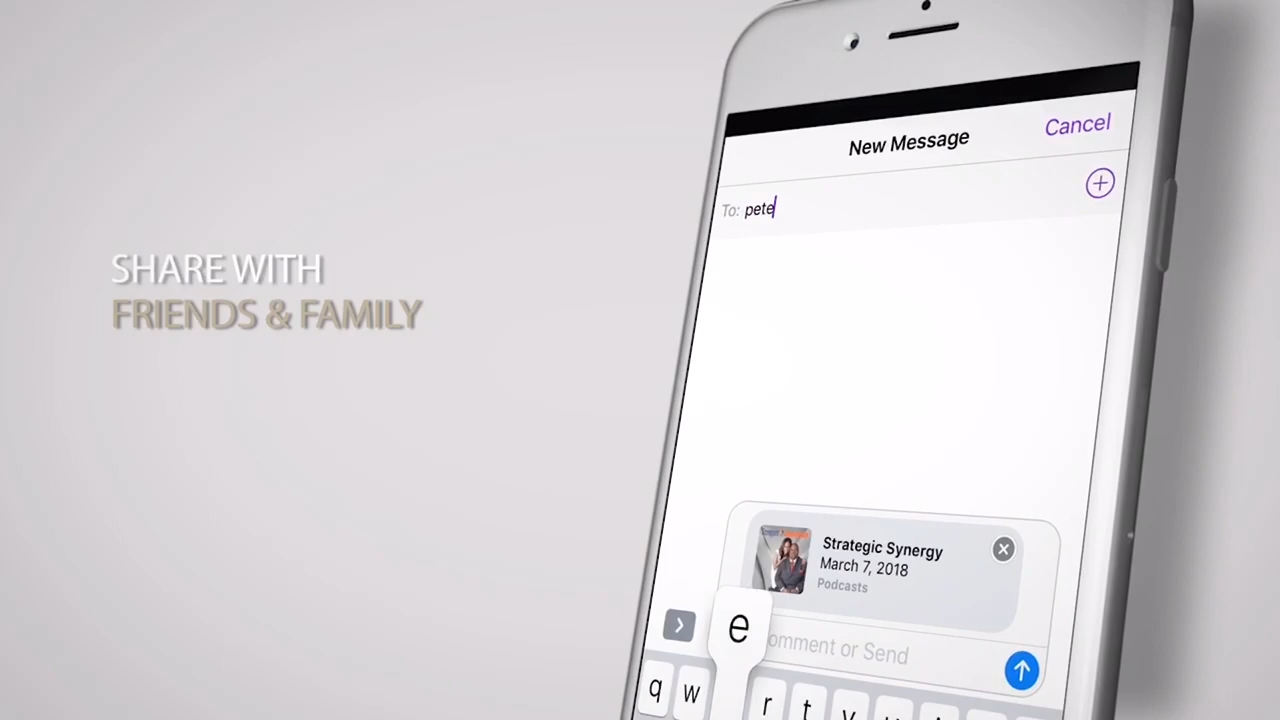 SHARE WITH
FRIENDS & FAMILY
New Message
Cancel
To: pete
Strategic Synergy
March 7, 2018
Podcasts
e
omment or Send
q w r t y